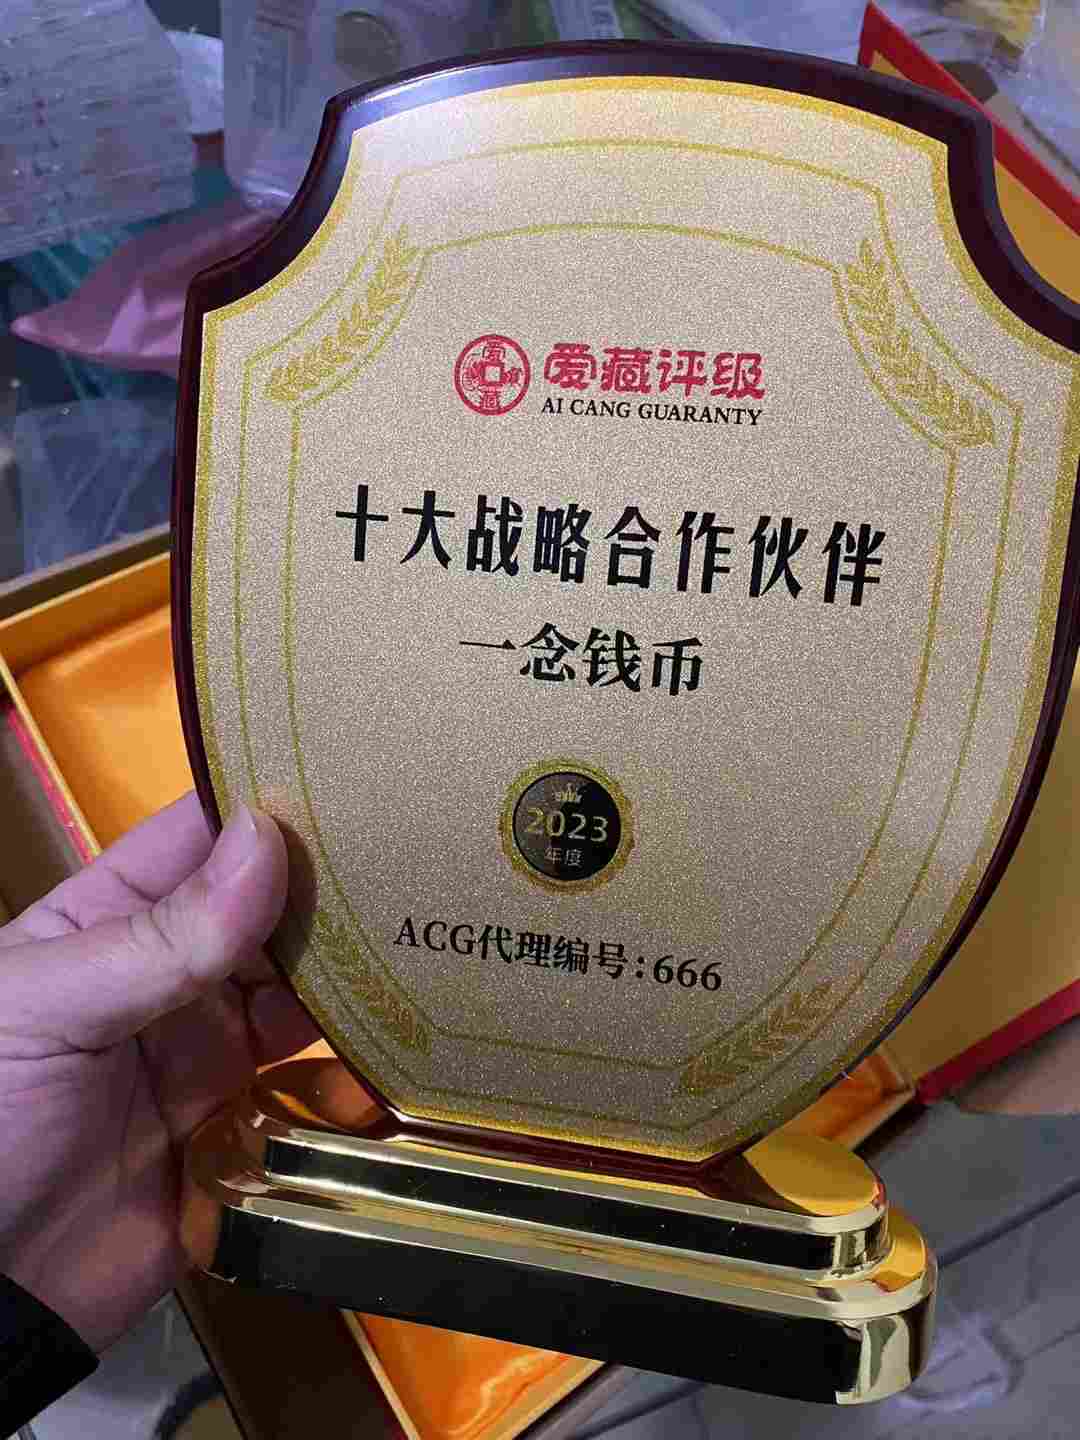 爱藏评级
AI CANG GUARANTY
十大战略合作伙伴
一念钱币
2023
年度
ACG代理编号:666